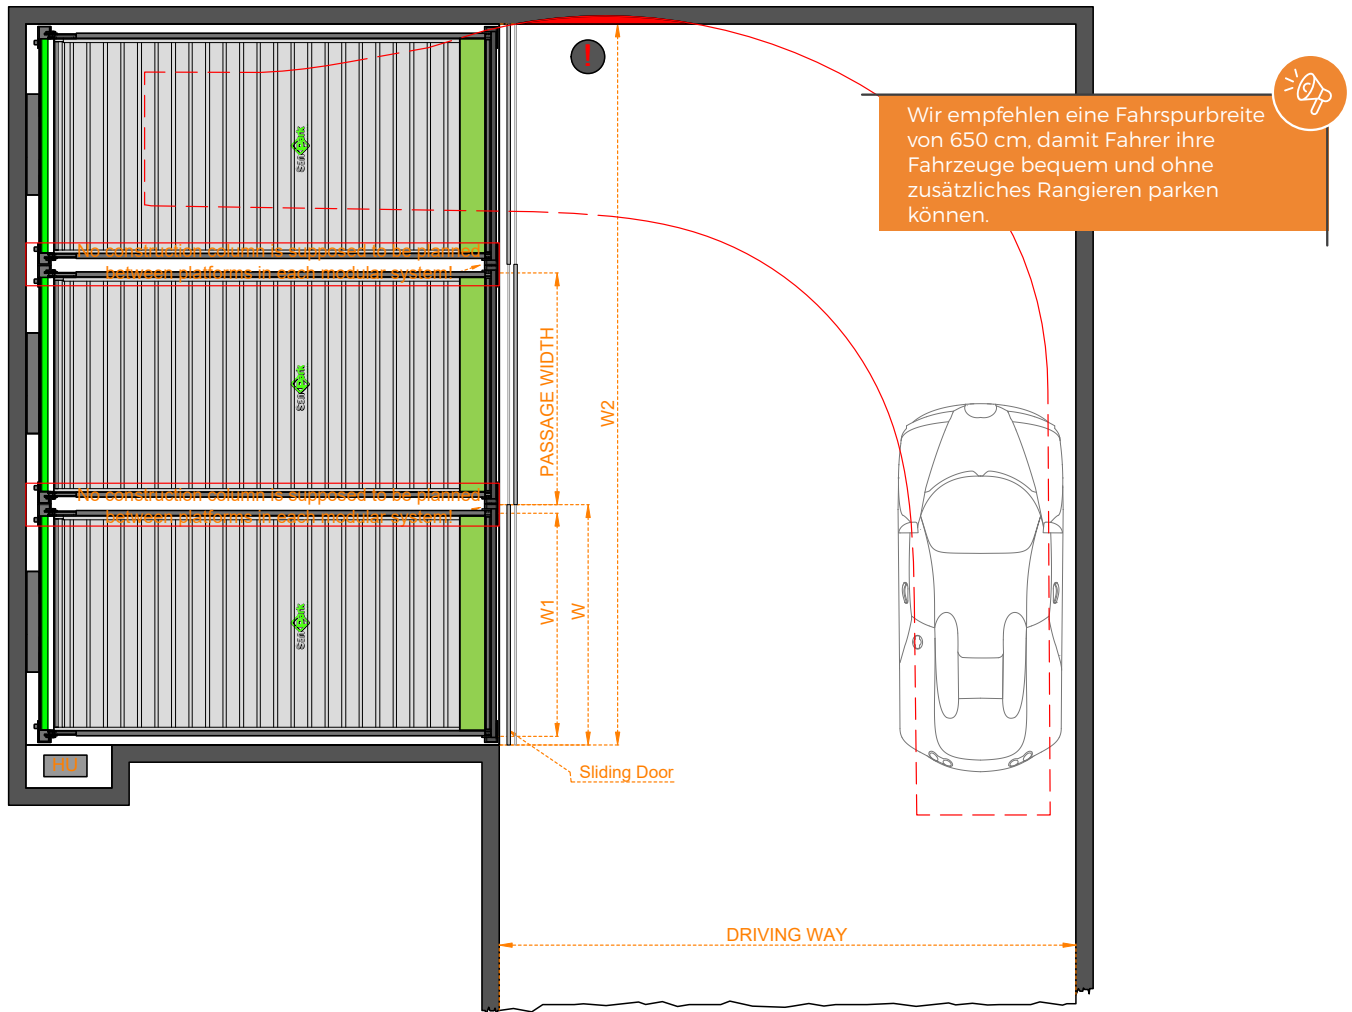 Wir empfehlen eine Fahrspurbreite
von 650 cm, damit Fahrer ihre
Fahrzeuge bequem und ohne
zusätzliches Rangieren parken
können.
No construction column is supposed to be planned
between platforms in each modular system!
PASSAGE WIDTH
W2
No construction column is supposed to be planned
between platforms in each modular system!
W1
W
HU
Sliding Door
DRIVING WAY